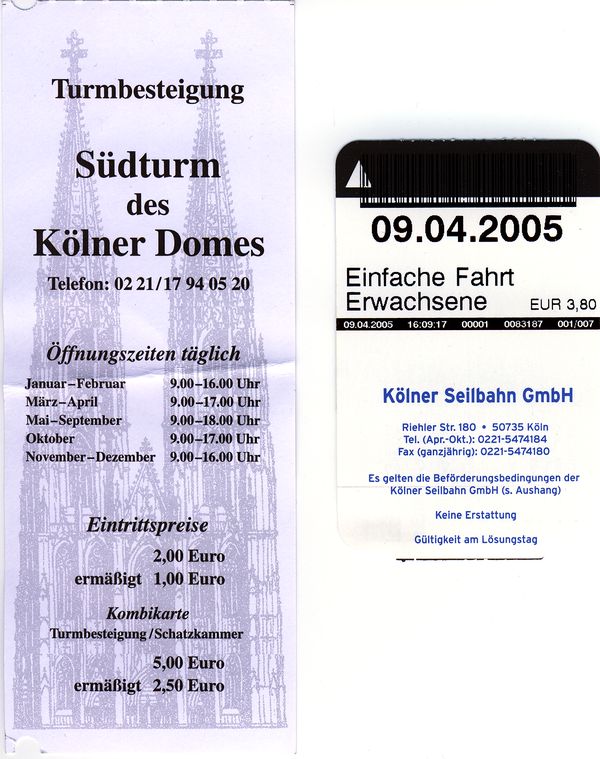 Turmbesteigung
Südturm
des
Kölner Domes
Telefon: 02 21/17 94 05 20
Öffnungszeiten täglich
Januar–Februar 9.00–16.00 Uhr
März–April 9.00–17.00 Uhr
Mai–September 9.00–18.00 Uhr
Oktober 9.00–17.00 Uhr
November–Dezember 9.00–16.00 Uhr
Eintrittspreise
2,00 Euro
ermäßigt 1,00 Euro
Kombikarte
Turmbesteigung/Schatzkammer
5,00 Euro
ermäßigt 2,50 Euro
09.04.2005
Einfache Fahrt
Erwachsene EUR 3,80
09.04.2005 16:09:17 00001 0083187 001/007
Kölner Seilbahn GmbH
Riehler Str. 180 • 50735 Köln
Tel. (Apr.-Okt.): 0221-5474184
Fax (ganzjährig): 0221-5474180
Es gelten die Beförderungsbedingungen der
Kölner Seilbahn GmbH (s. Aushang)
Keine Erstattung
Gültigkeit am Lösungstag